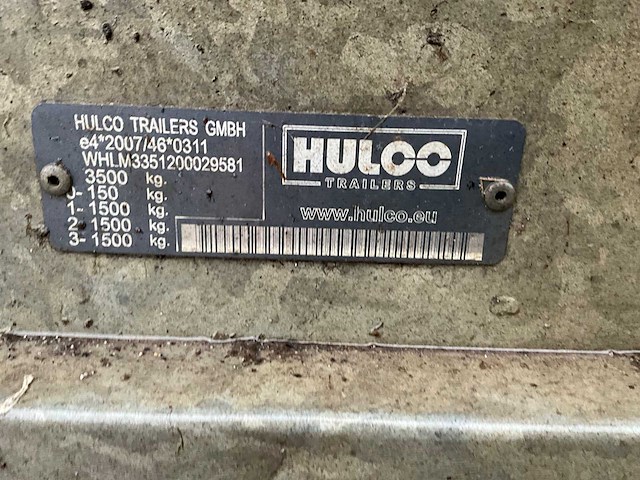 HULCO TRAILERS GMBH
e4*2007/46*0311
WHLM3351200029581
3500 kg.
0- 150 kg.
1- 1500 kg.
2- 1500 kg.
3- 1500 kg.
HULCO
TRAILERS
www.hulco.eu